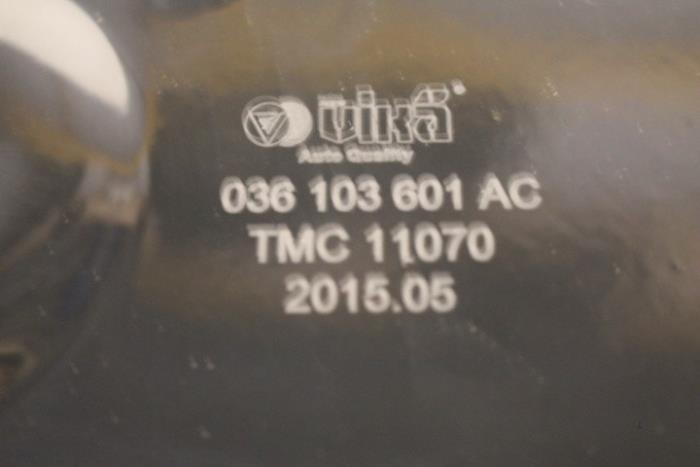 vika
Auto Quality
036 103 601 AC
TMC 11070
2015.05